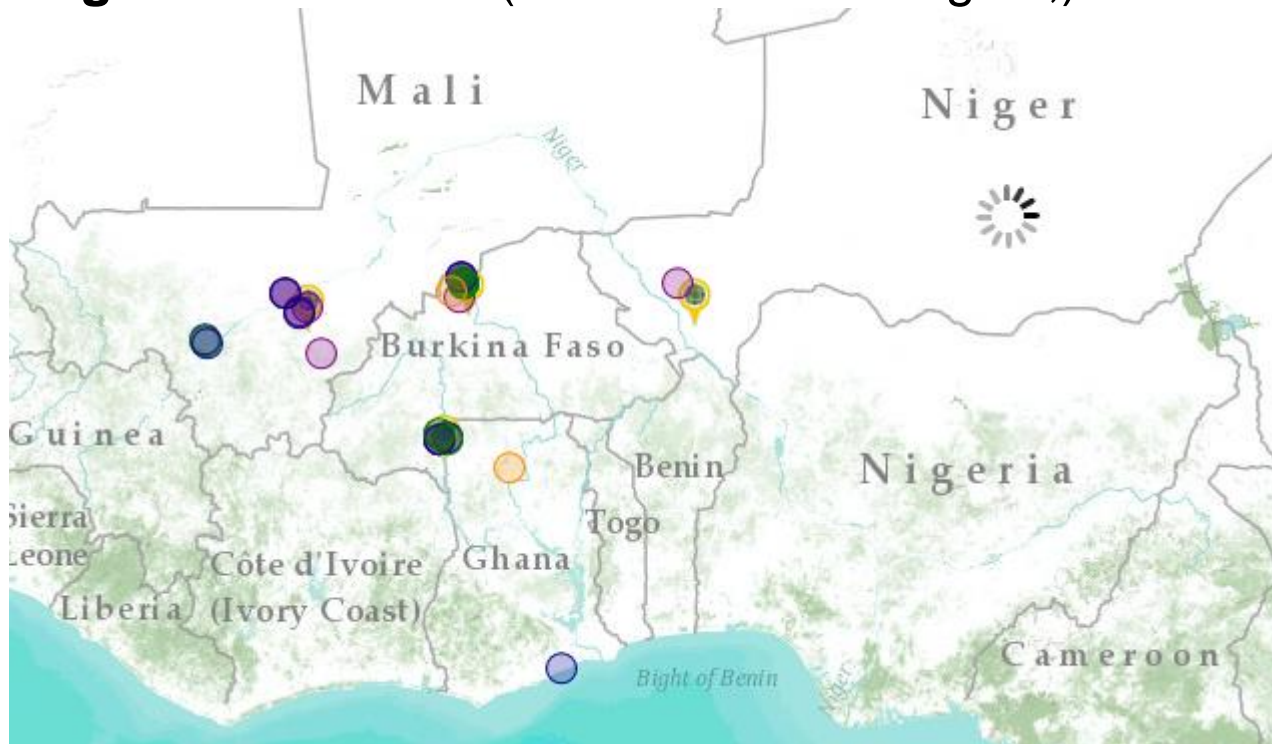 Mali
Niger
Niger
Burkina Faso
Guinea
Benin
Nigeria
Sierra
Leone
Togo
Ghana
Côte d'Ivoire
(Ivory Coast)
Liberia
Cameroon
Bight of Benin
Niger